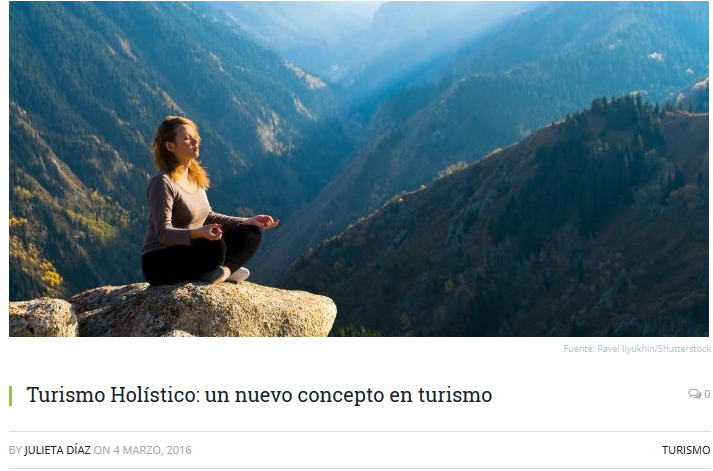 Fuente: Pavel Ilyukhin/Shutterstock
Turismo Holístico: un nuevo concepto en turismo
0
BY JULIETA DÍAZ ON 4 MARZO, 2016
TURISMO